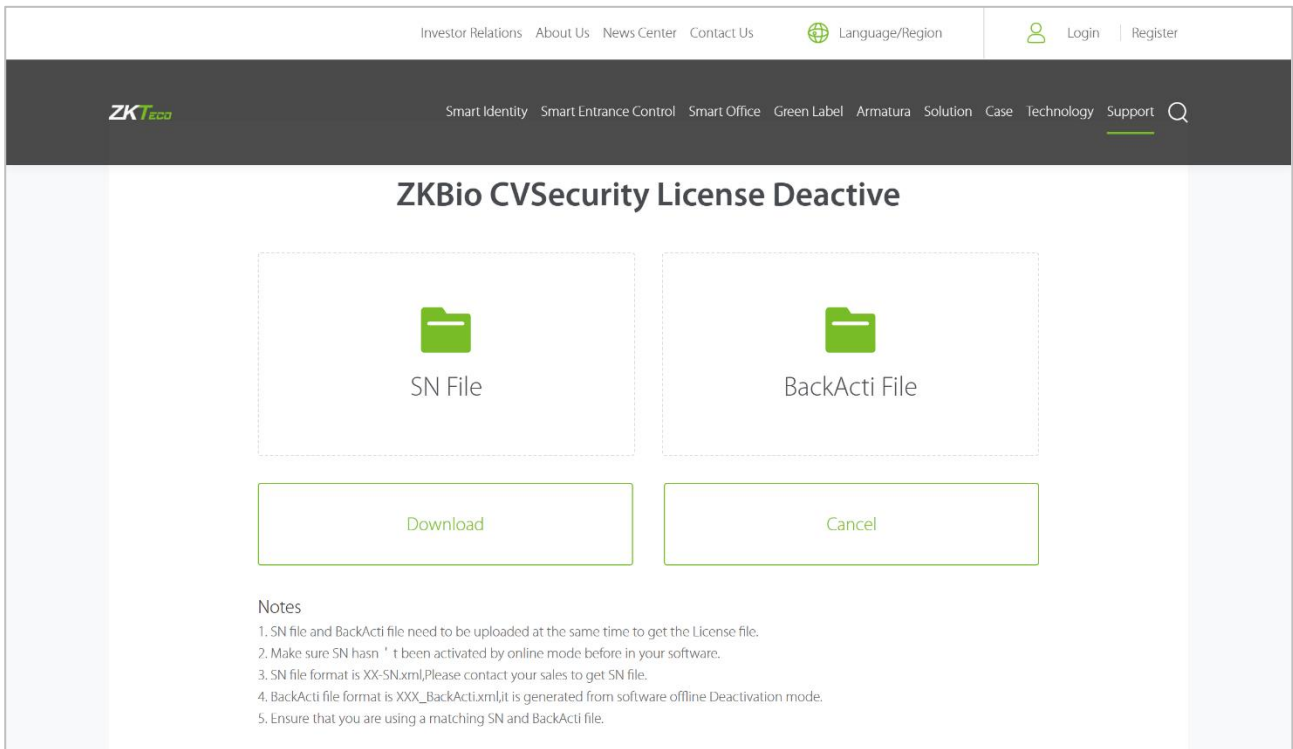 Investor Relations About Us News Center Contact Us Language/Region Login Register
ZKTECO Smart Identity Smart Entrance Control Smart Office Green Label Armatura Solution Case Technology Support
ZKBio CVSecurity License Deactive
SN File BackActi File
Download Cancel
Notes
1. SN file and BackActi file need to be uploaded at the same time to get the License file.
2. Make sure SN hasn ' t been activated by online mode before in your software.
3. SN file format is XX-SN.xml,Please contact your sales to get SN file.
4. BackActi file format is XXX_BackActi.xml,it is generated from software offline Deactivation mode.
5. Ensure that you are using a matching SN and BackActi file.